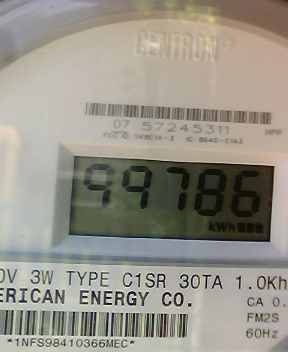 CENTRON®
07 57245311
99786
kWh888
0V 3W TYPE C1SR 30TA 1.0Kh
ERICAN ENERGY CO.
CA 0.
FM2S
60Hz
*1NFS98410366MEC*